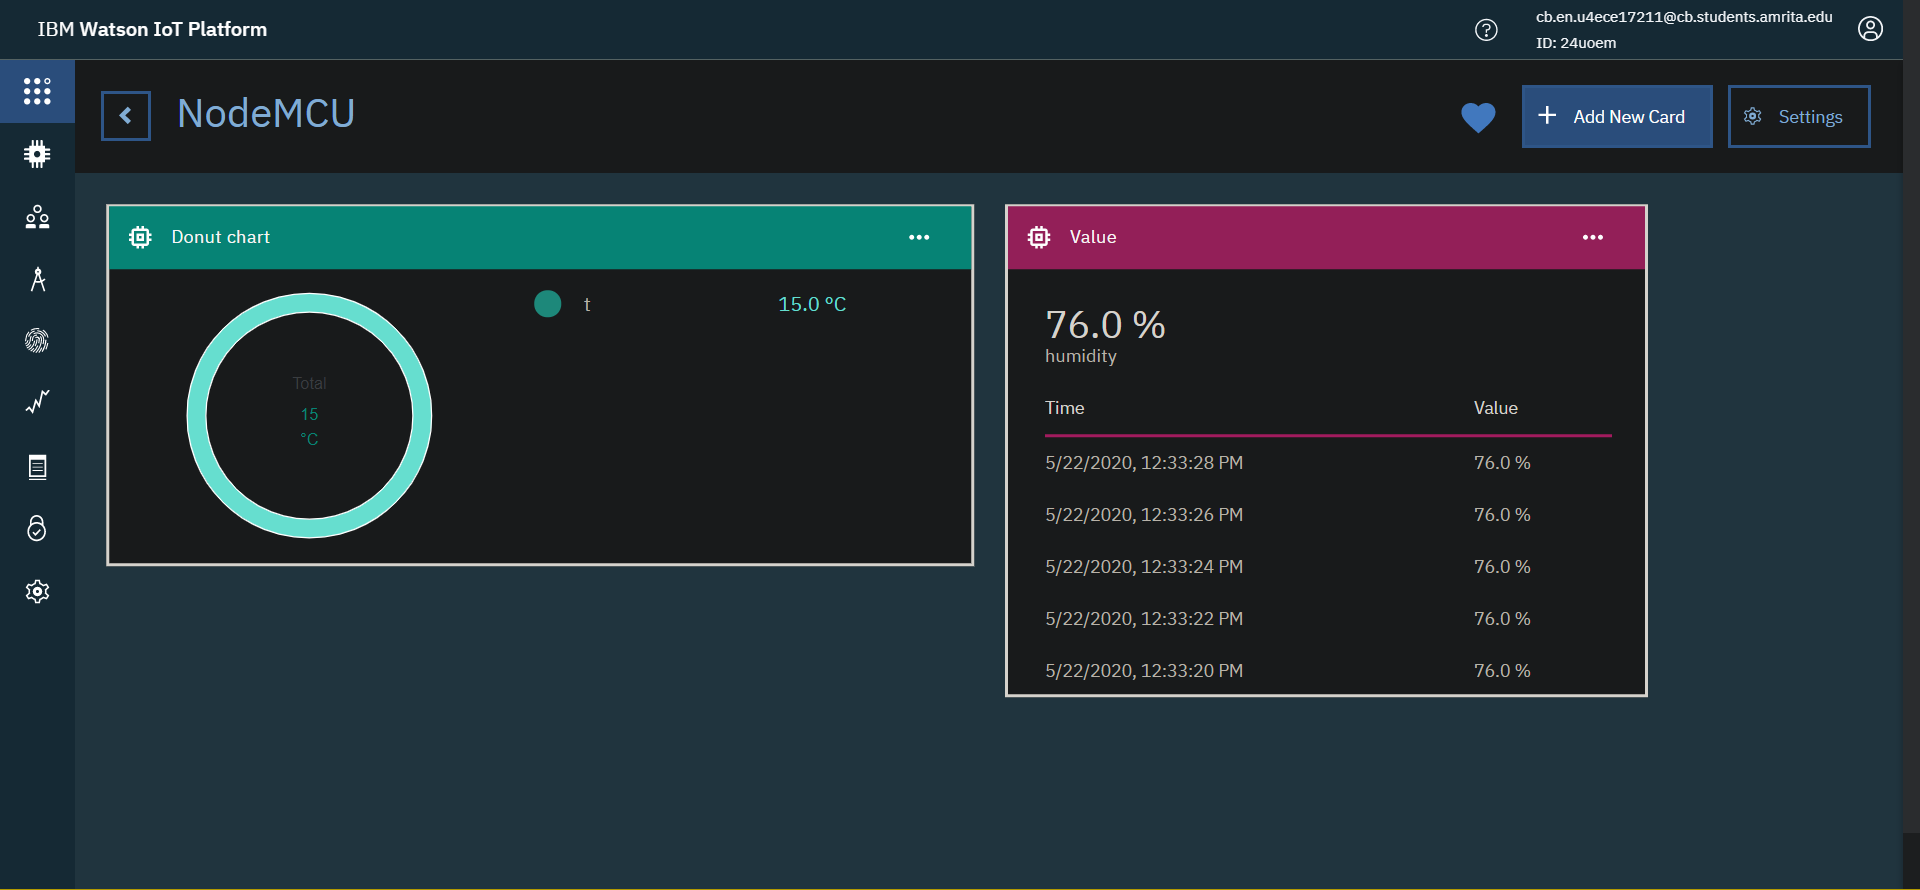 IBM Watson IoT Platform
cb.en.u4ece17211@cb.students.amrita.edu
ID: 24uoem
NodeMCU
Add New Card
Settings
Donut chart
t 15.0 °C
Total
15
°C
Value
76.0 %
humidity
Time Value
5/22/2020, 12:33:28 PM 76.0 %
5/22/2020, 12:33:26 PM 76.0 %
5/22/2020, 12:33:24 PM 76.0 %
5/22/2020, 12:33:22 PM 76.0 %
5/22/2020, 12:33:20 PM 76.0 %